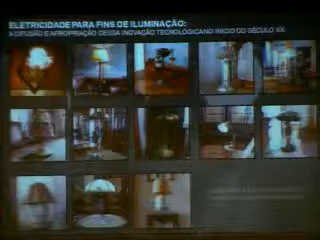 ELETRICIDADE PARA FINS DE ILUMINAÇÃO:
A DIFUSÃO E APROPRIAÇÃO DESSA INOVAÇÃO TECNOLÓGICA NO INÍCIO DO SÉCULO XX